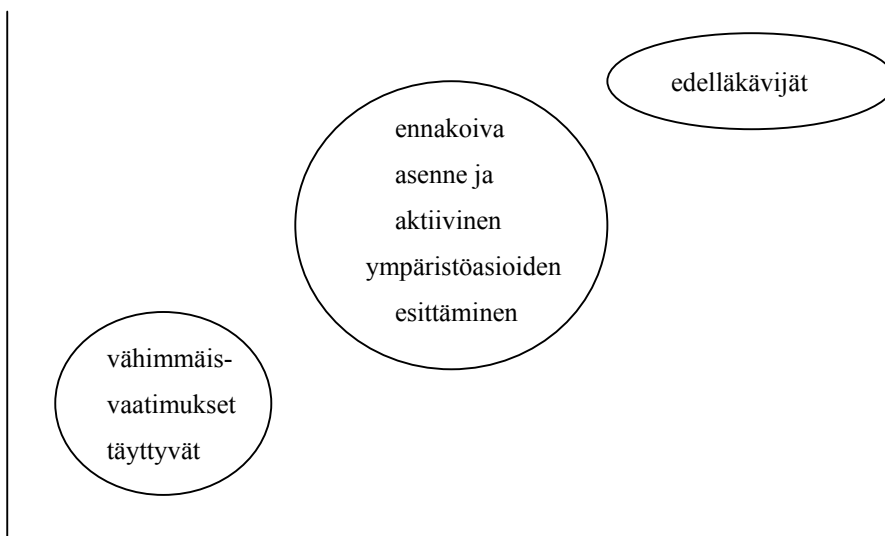 edelläkävijät
ennakoiva
asenne ja
aktiivinen
ympäristöasioiden
esittäminen
vähimmäis-
vaatimukset
täyttyvät